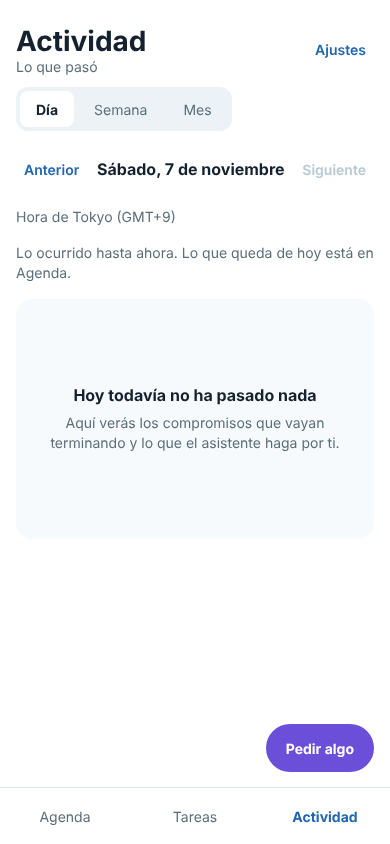 Actividad
Ajustes
Lo que pasó
Día
Semana
Mes
Anterior
Sábado, 7 de noviembre
Siguiente
Hora de Tokyo (GMT+9)
Lo ocurrido hasta ahora. Lo que queda de hoy está en
Agenda.
Hoy todavía no ha pasado nada
Aquí verás los compromisos que vayan
terminando y lo que el asistente haga por ti.
Pedir algo
Agenda
Tareas
Actividad